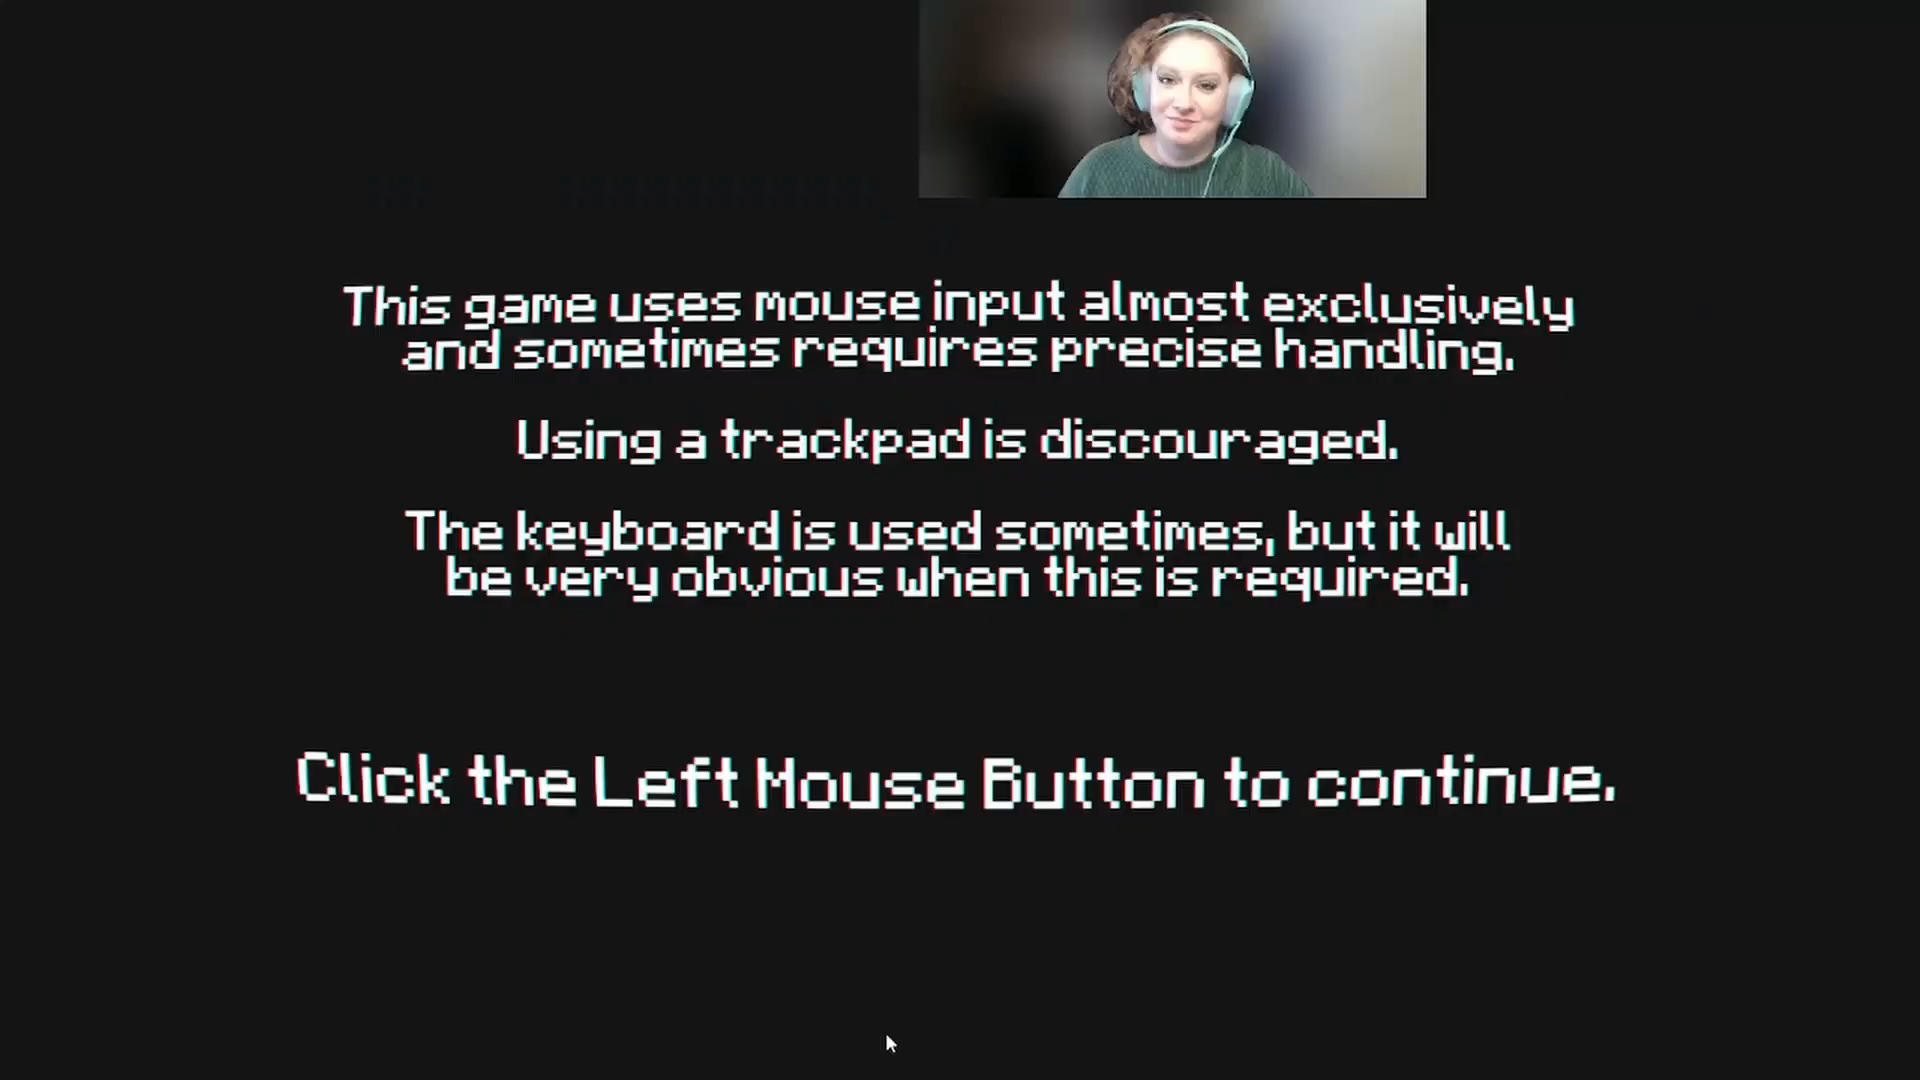 This game uses mouse input almost exclusively
and sometimes requires precise handling.
Using a trackpad is discouraged.
The keyboard is used sometimes, but it will
be very obvious when this is required.
Click the Left Mouse Button to continue.